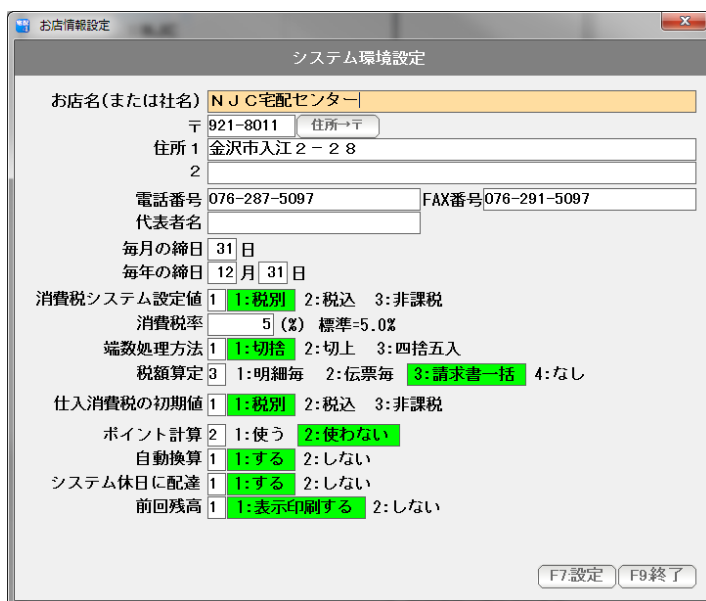 お店情報設定
システム環境設定
お店名(または社名) ＮＪＣ宅配センター
〒 921-8011 住所→〒
住所１ 金沢市入江２－２８
２
電話番号 076-287-5097 FAX番号 076-291-5097
代表者名
毎月の締日 31 日
毎年の締日 12 月 31 日
消費税システム設定値 1 1:税別 2:税込 3:非課税
消費税率 5 (%) 標準=5.0%
端数処理方法 1 1:切捨 2:切上 3:四捨五入
税額算定 3 1:明細毎 2:伝票毎 3:請求書一括 4:なし
仕入消費税の初期値 1 1:税別 2:税込 3:非課税
ポイント計算 2 1:使う 2:使わない
自動換算 1 1:する 2:しない
システム休日に配達 1 1:する 2:しない
前回残高 1 1:表示印刷する 2:しない
F7:設定 F9:終了